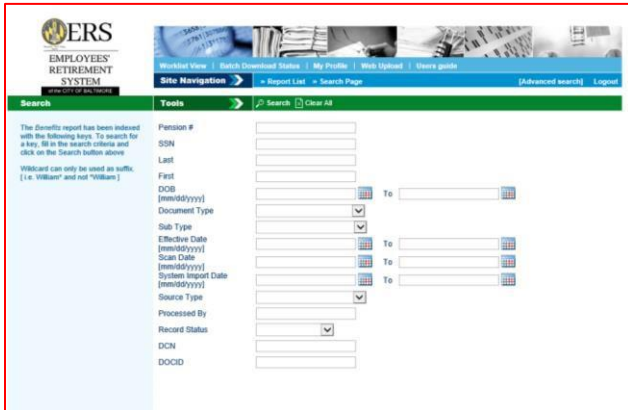 ERS
EMPLOYEES'
RETIREMENT
SYSTEM
of the CITY OF BALTIMORE
Worklist View | Batch Download Status | My Profile | Web Upload | Users guide
Site Navigation » Report List » Search Page [Advanced search] Logout
Search Tools Search Clear All
The Benefits report has been indexed
with the following keys. To search for
a key, fill in the search criteria and
click on the Search button above
Wildcard can only be used as suffix.
[ i.e. William* and not *William ]
Pension #
SSN
Last
First
DOB
[mm/dd/yyyy] To
Document Type
Sub Type
Effective Date
[mm/dd/yyyy] To
Scan Date
[mm/dd/yyyy] To
System Import Date
[mm/dd/yyyy] To
Source Type
Processed By
Record Status
DCN
DOCID